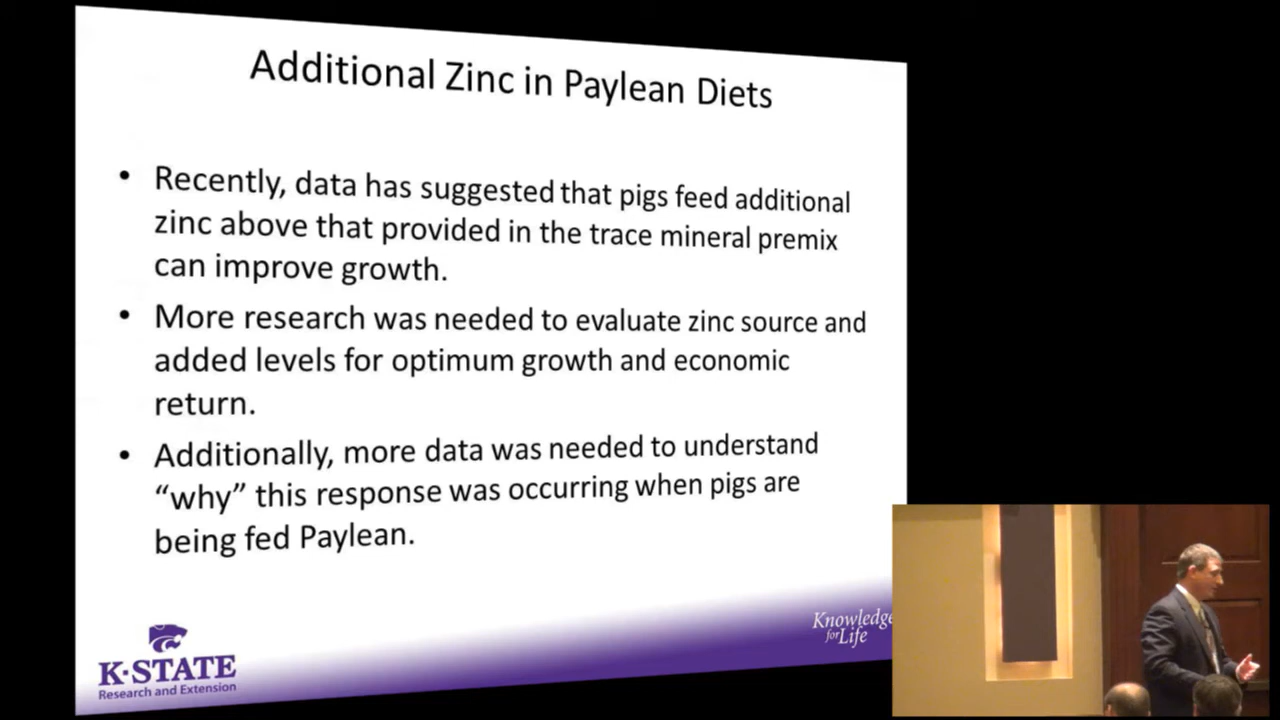 Additional Zinc in Paylean Diets
• Recently, data has suggested that pigs feed additional
zinc above that provided in the trace mineral premix
can improve growth.
• More research was needed to evaluate zinc source and
added levels for optimum growth and economic
return.
• Additionally, more data was needed to understand
“why” this response was occurring when pigs are
being fed Paylean.
Knowledge
for Life
K-STATE
Research and Extension